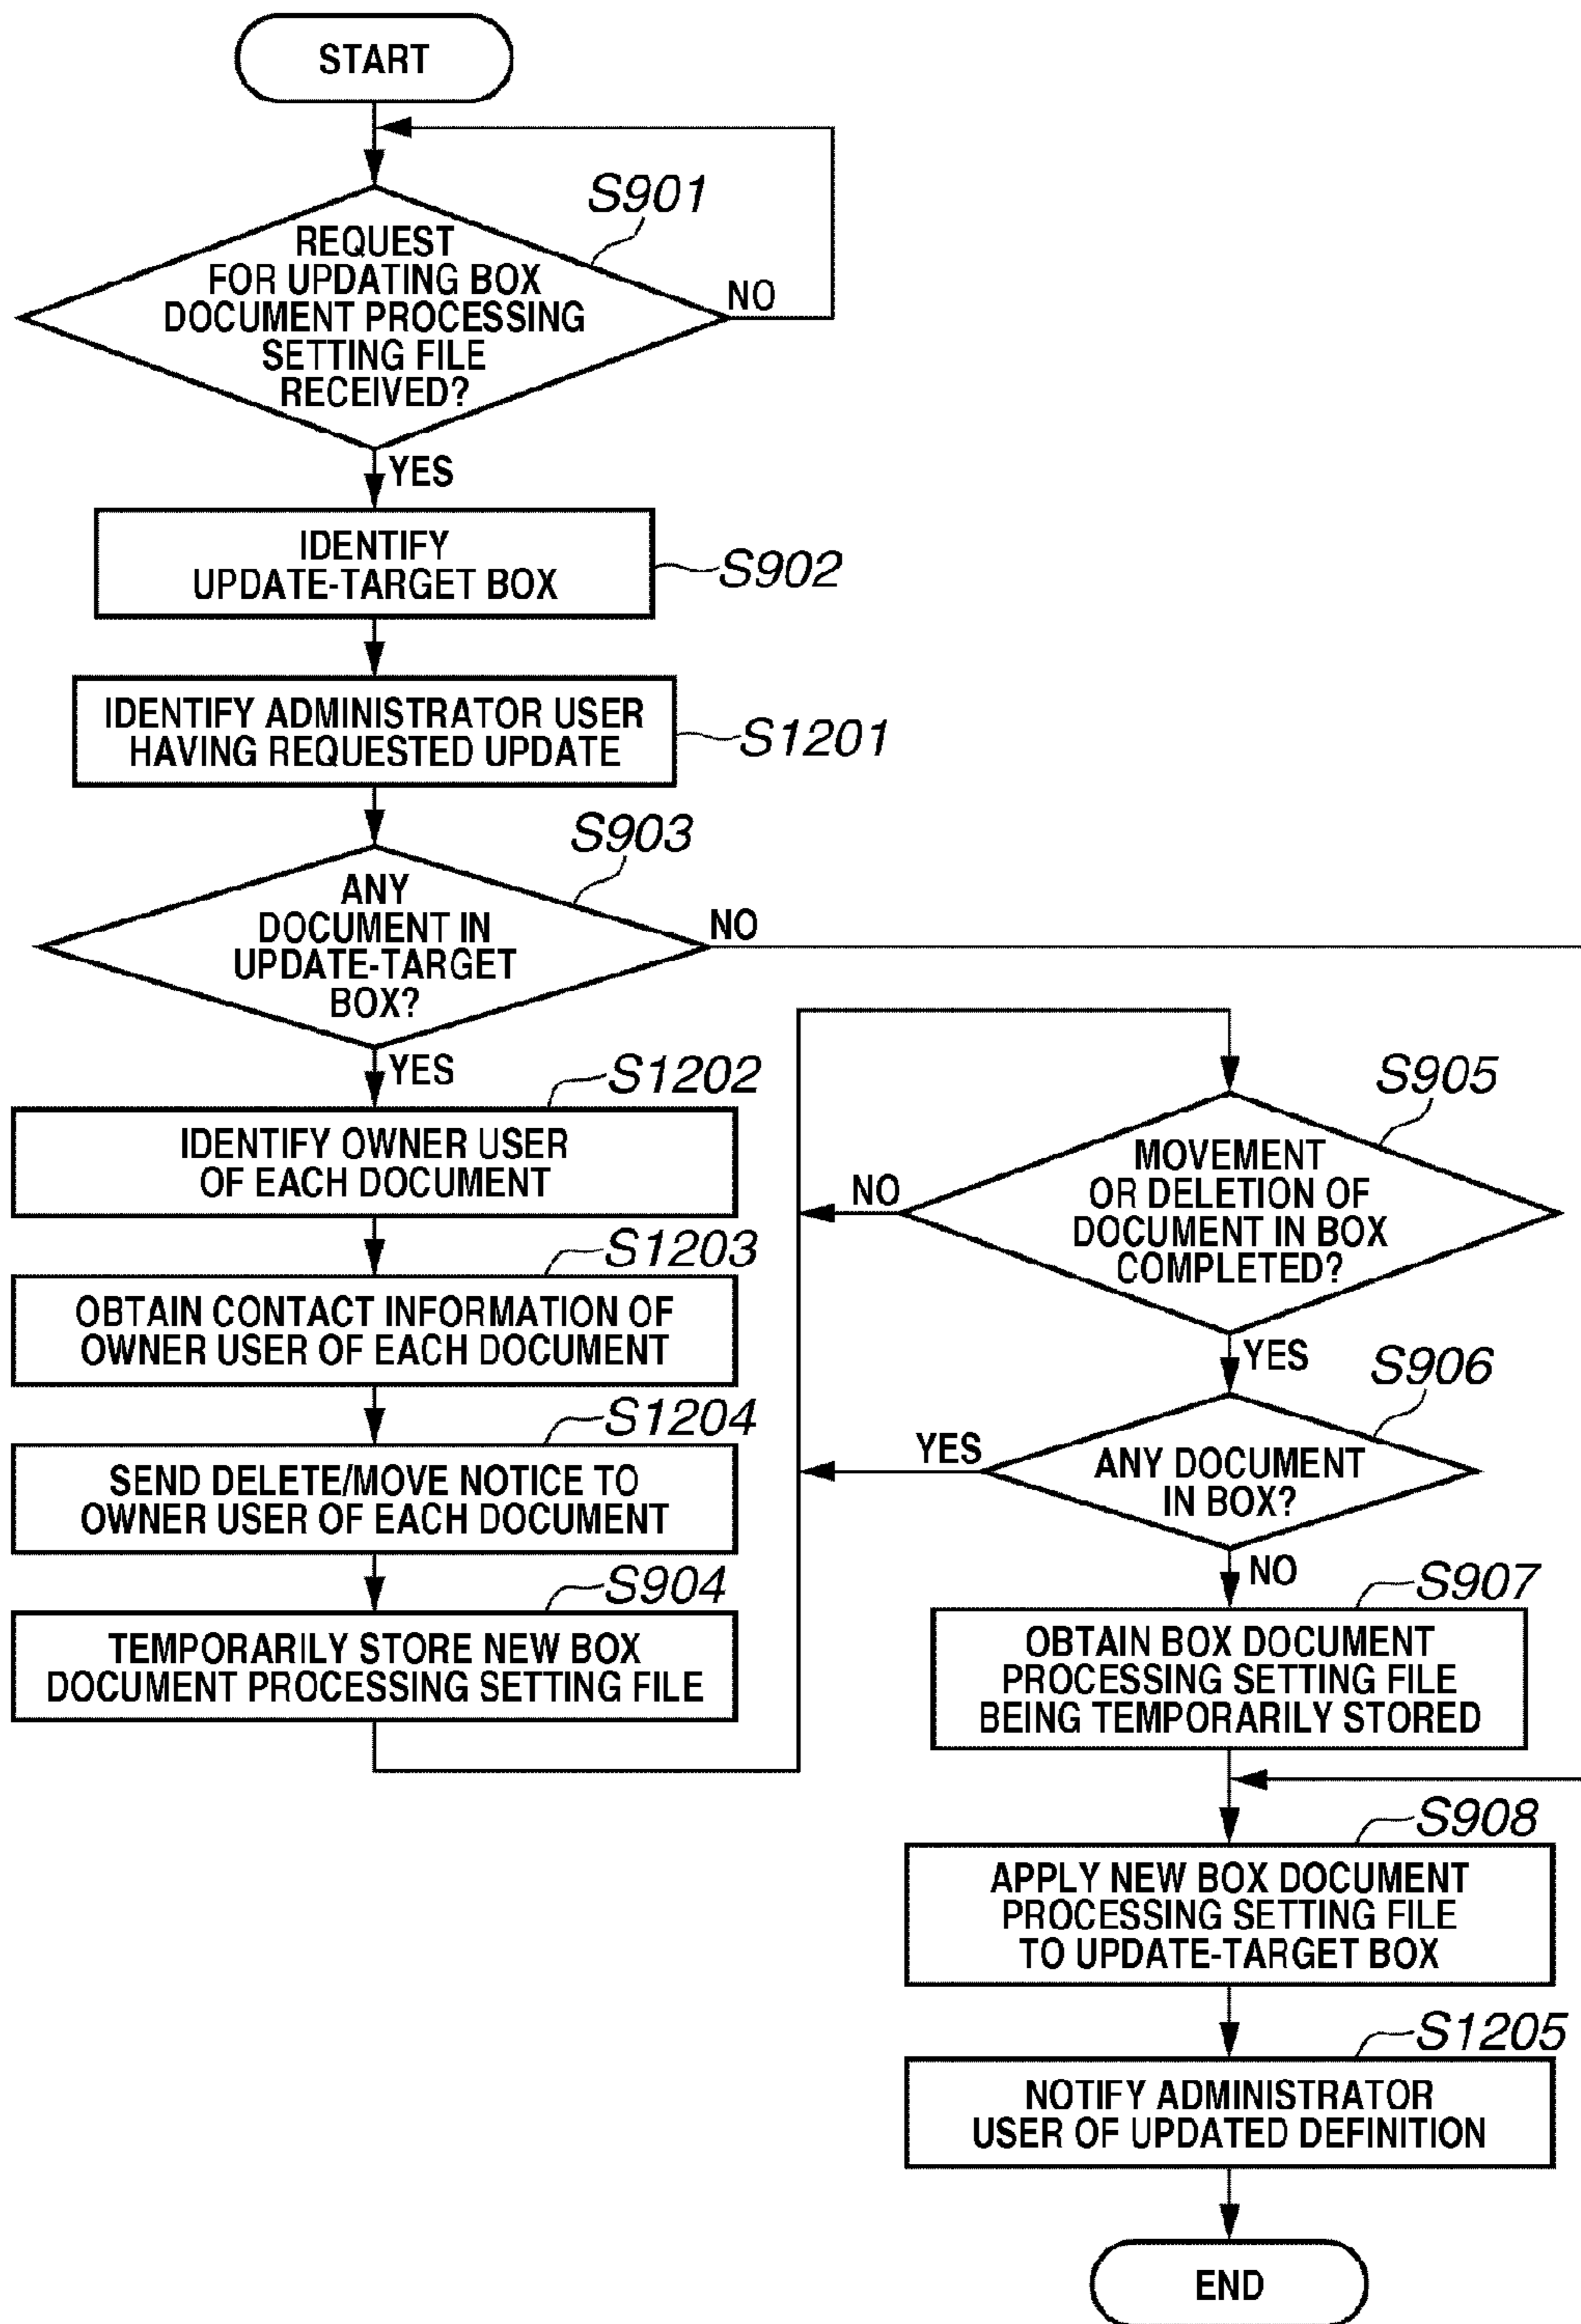 START
S901
REQUEST
FOR UPDATING BOX
DOCUMENT PROCESSING
SETTING FILE
RECEIVED?
NO
YES
IDENTIFY
UPDATE-TARGET BOX
S902
IDENTIFY ADMINISTRATOR USER
HAVING REQUESTED UPDATE
S1201
S903
ANY
DOCUMENT IN
UPDATE-TARGET
BOX?
NO
YES
S1202
IDENTIFY OWNER USER
OF EACH DOCUMENT
S1203
OBTAIN CONTACT INFORMATION OF
OWNER USER OF EACH DOCUMENT
S1204
SEND DELETE/MOVE NOTICE TO
OWNER USER OF EACH DOCUMENT
S904
TEMPORARILY STORE NEW BOX
DOCUMENT PROCESSING SETTING FILE
S905
MOVEMENT
OR DELETION OF
DOCUMENT IN BOX
COMPLETED?
NO
YES
S906
ANY DOCUMENT
IN BOX?
YES
NO
S907
OBTAIN BOX DOCUMENT
PROCESSING SETTING FILE
BEING TEMPORARILY STORED
S908
APPLY NEW BOX DOCUMENT
PROCESSING SETTING FILE
TO UPDATE-TARGET BOX
S1205
NOTIFY ADMINISTRATOR
USER OF UPDATED DEFINITION
END